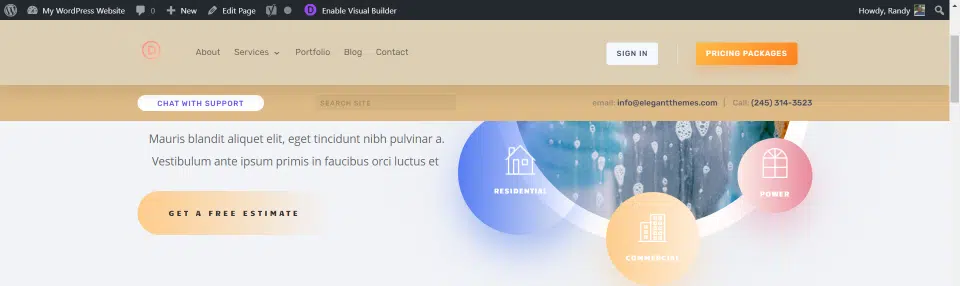 My WordPress Website 0 New Edit Page Enable Visual Builder Howdy, Randy
About Services Portfolio Blog Contact SIGN IN PRICING PACKAGES
CHAT WITH SUPPORT SEARCH SITE email: info@elegantthemes.com | Call: (245) 314-3523
Mauris blandit aliquet elit, eget tincidunt nibh pulvinar a.
Vestibulum ante ipsum primis in faucibus orci luctus et
RESIDENTIAL
POWER
GET A FREE ESTIMATE
COMMERCIAL